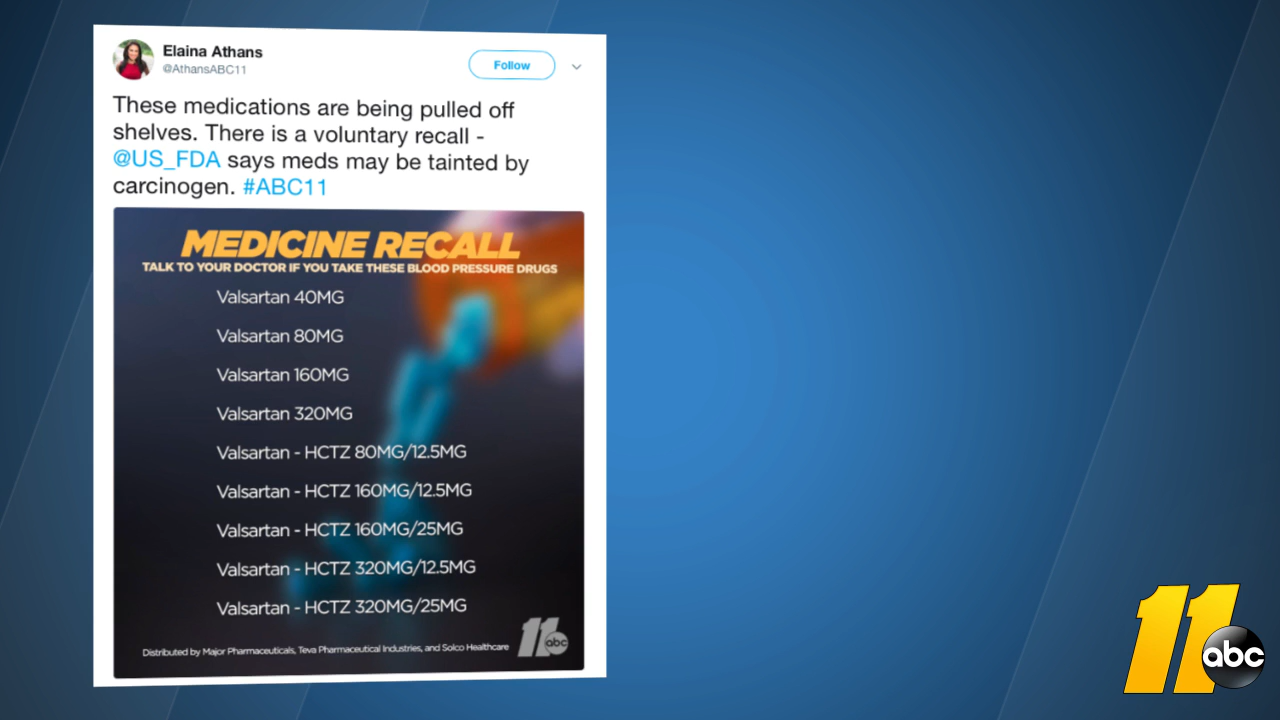 Elaina Athans
@AthansABC11
Follow
These medications are being pulled off
shelves. There is a voluntary recall -
@US_FDA says meds may be tainted by
carcinogen. #ABC11
MEDICINE RECALL
TALK TO YOUR DOCTOR IF YOU TAKE THESE BLOOD PRESSURE DRUGS
Valsartan 40MG
Valsartan 80MG
Valsartan 160MG
Valsartan 320MG
Valsartan - HCTZ 80MG/12.5MG
Valsartan - HCTZ 160MG/12.5MG
Valsartan - HCTZ 160MG/25MG
Valsartan - HCTZ 320MG/12.5MG
Valsartan - HCTZ 320MG/25MG
Distributed by Major Pharmaceuticals, Teva Pharmaceutical Industries, and Solco Healthcare
11 abc
11 abc